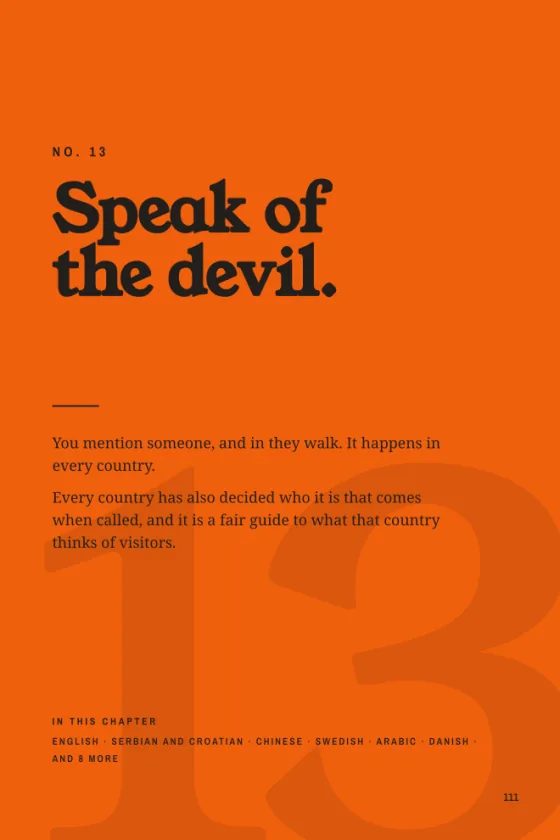 NO. 13
Speak of
the devil.
You mention someone, and in they walk. It happens in
every country.
Every country has also decided who it is that comes
when called, and it is a fair guide to what that country
thinks of visitors.
13
IN THIS CHAPTER
ENGLISH · SERBIAN AND CROATIAN · CHINESE · SWEDISH · ARABIC · DANISH ·
AND 8 MORE
111